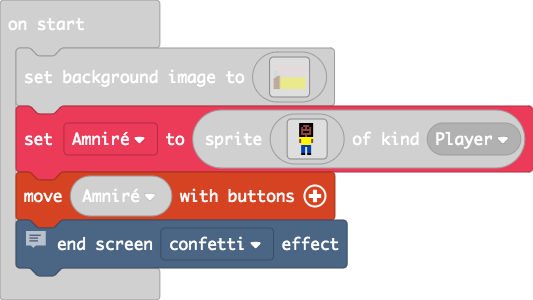 on start
set background image to
set Amniré to sprite of kind Player
move Amniré with buttons
end screen confetti effect